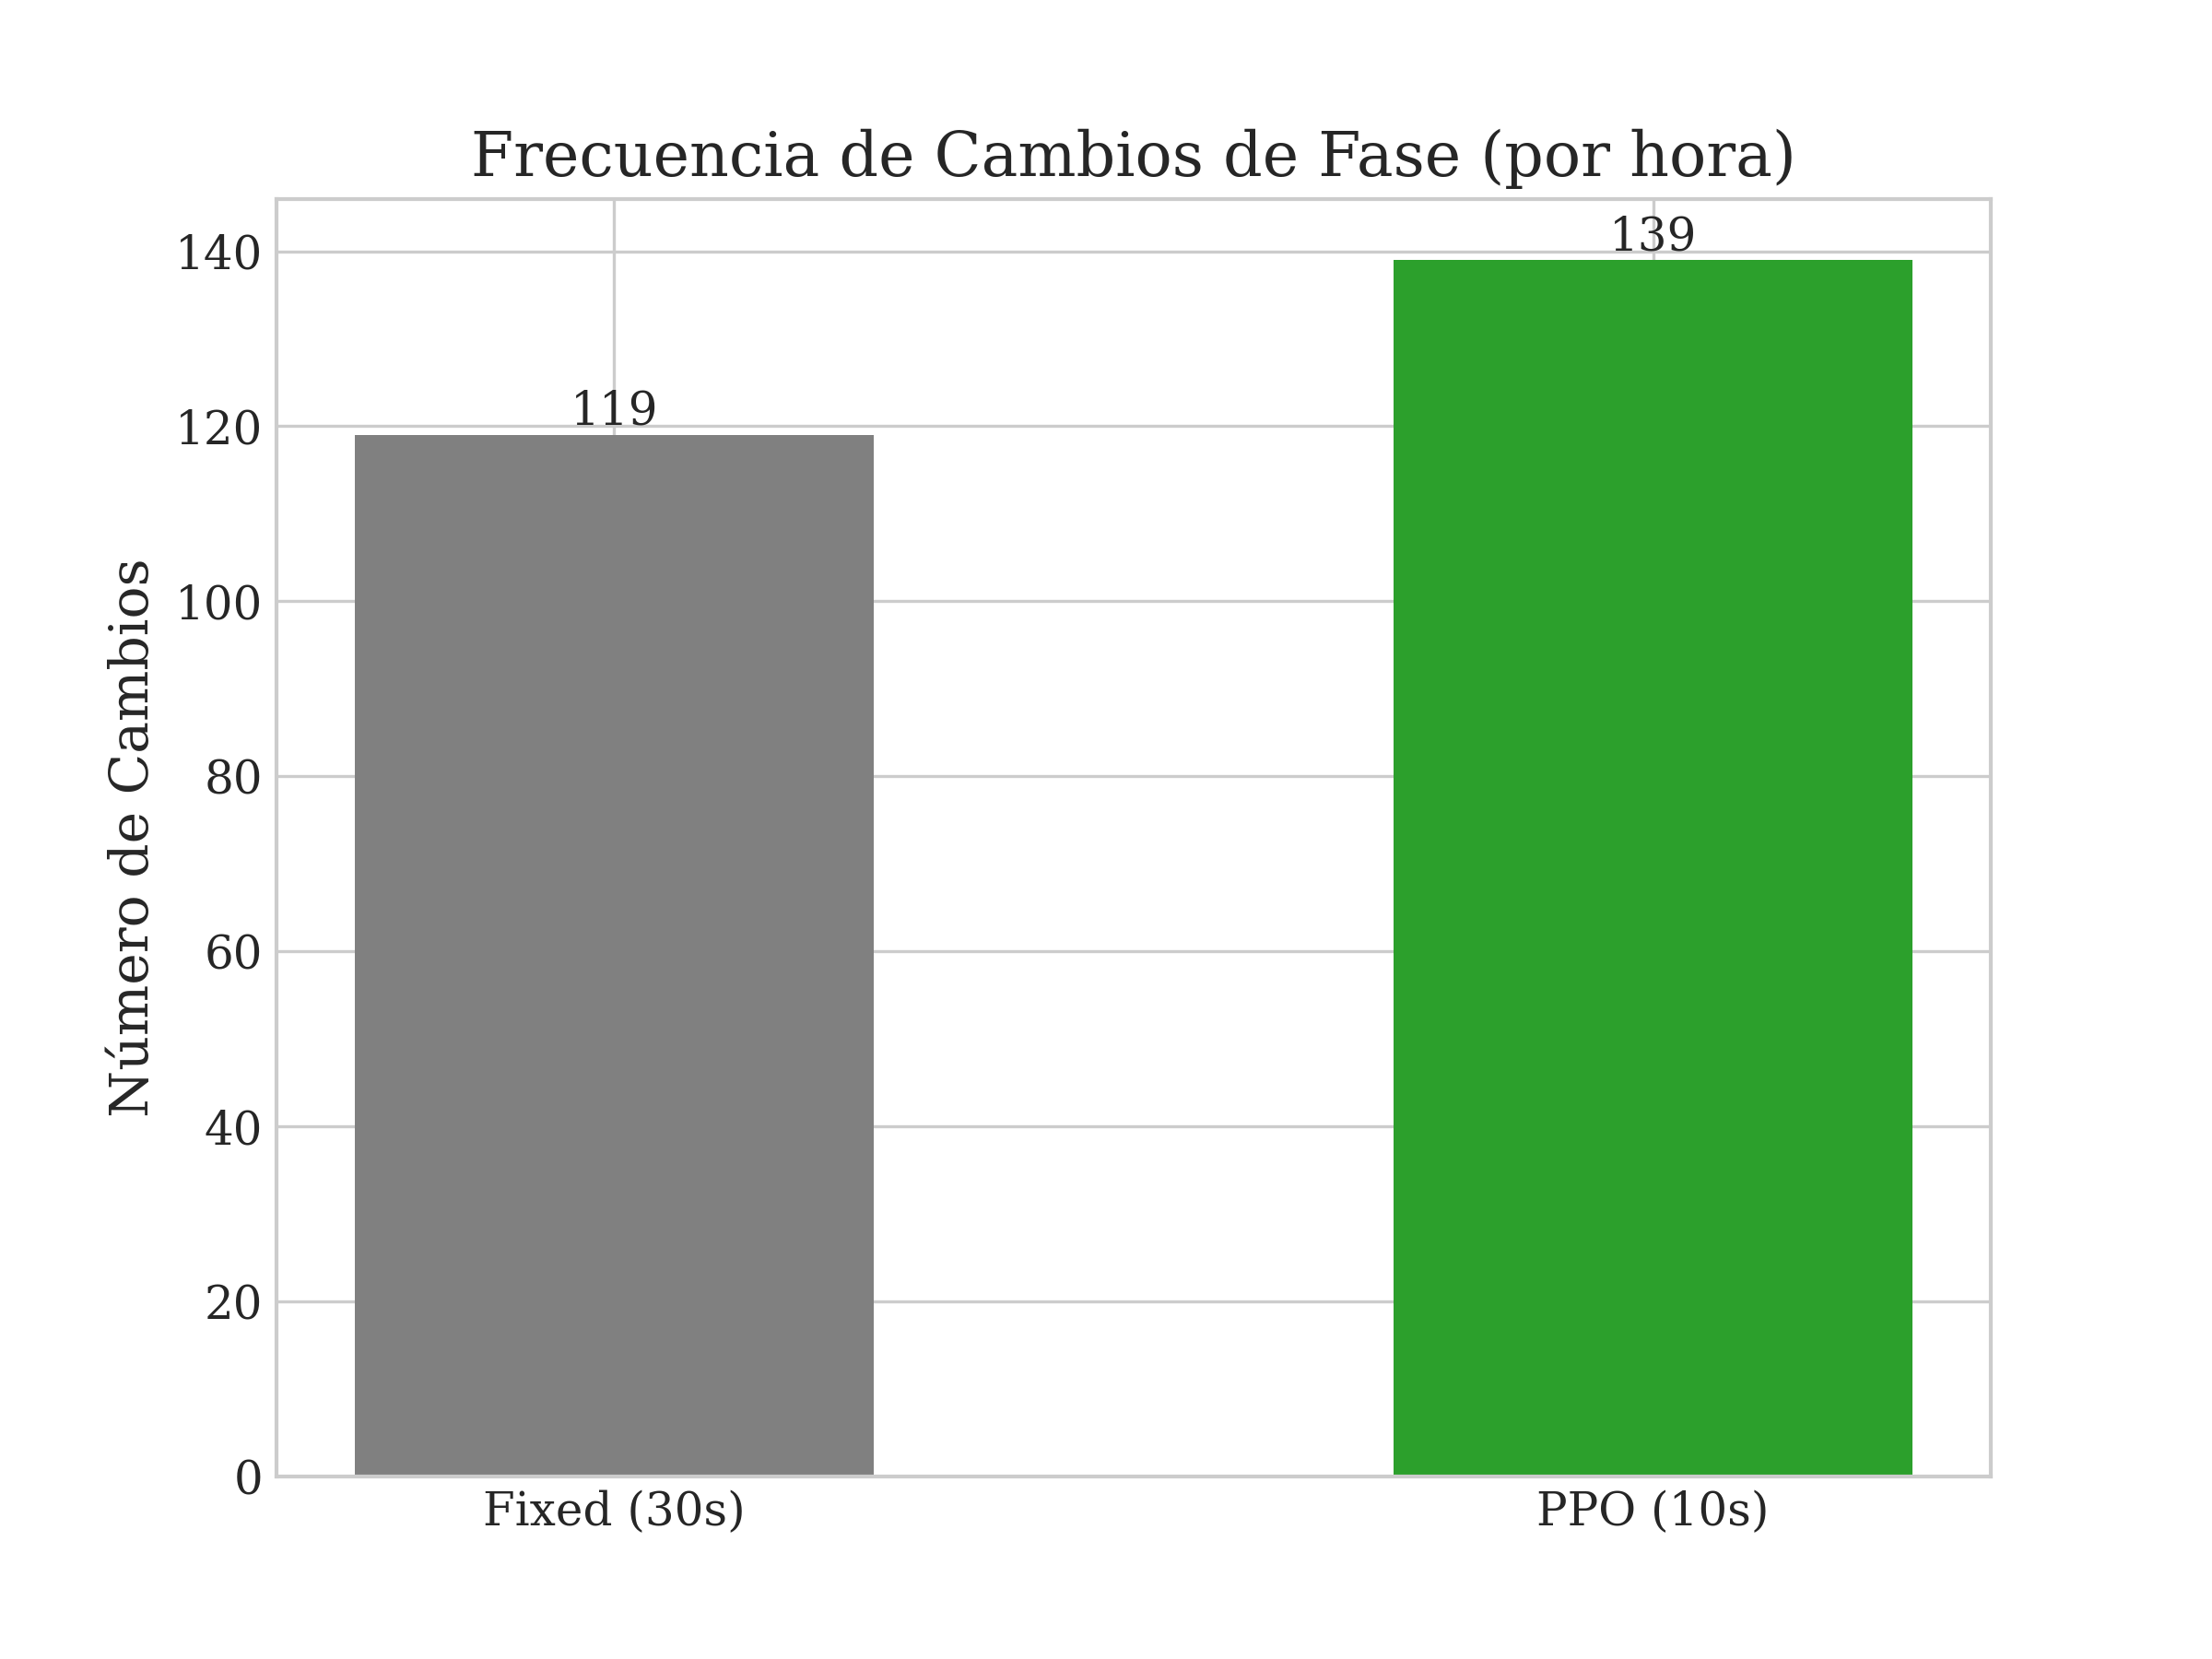 Frecuencia de Cambios de Fase (por hora)
Número de Cambios
140
120
100
80
60
40
20
0
119
139
Fixed (30s)
PPO (10s)